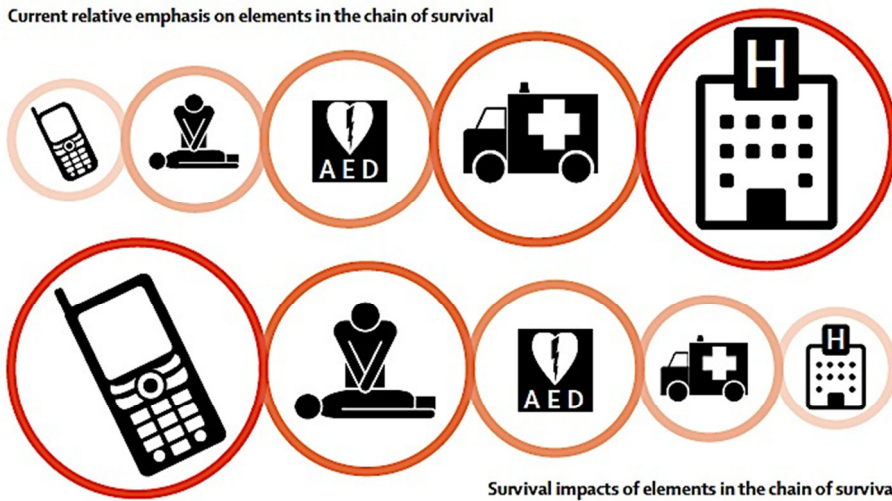 Current relative emphasis on elements in the chain of survival
H
AED
AED
H
Survival impacts of elements in the chain of surviva